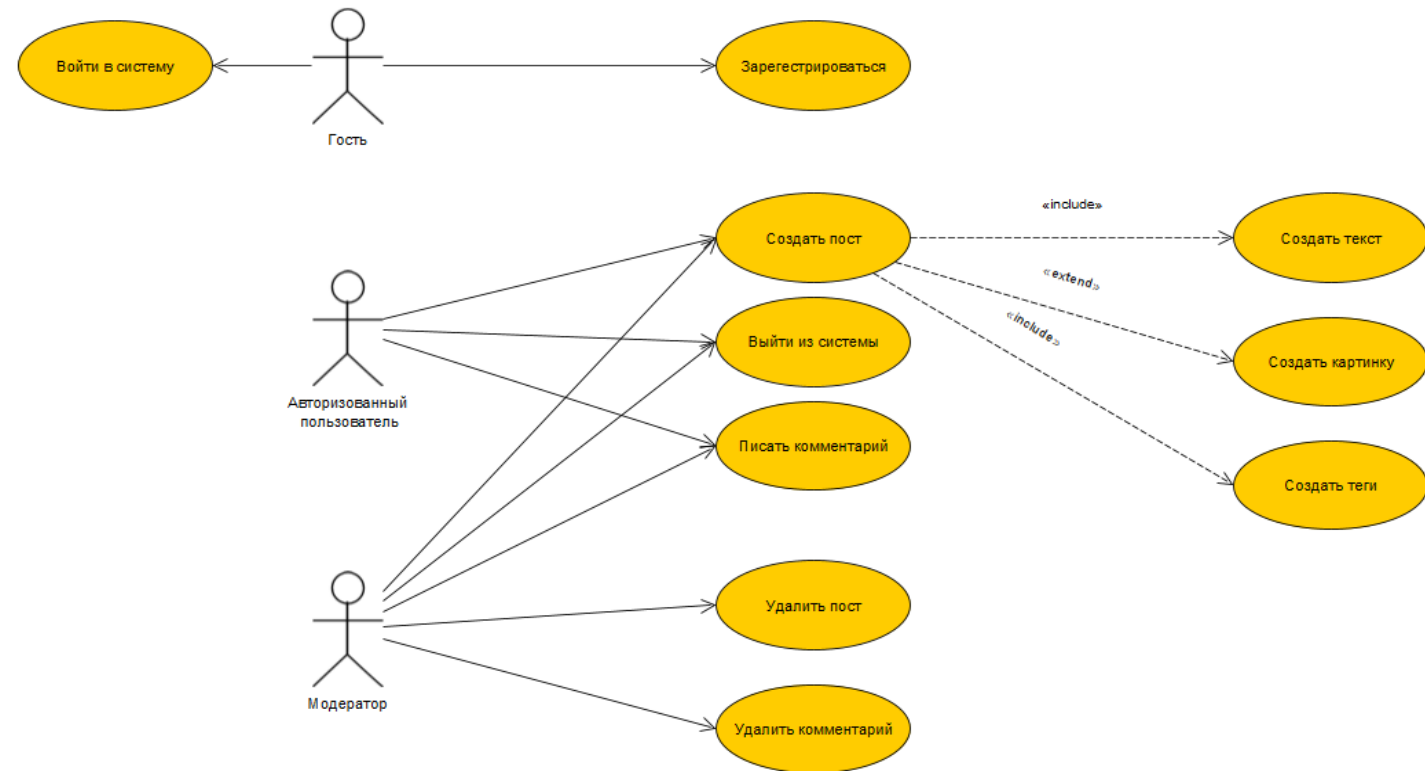 Войти в систему
Зарегестрироваться
Гость
Создать пост
«include»
Создать текст
«extend»
«include»
Авторизованный
пользователь
Выйти из системы
Создать картинку
Писать комментарий
Создать теги
Модератор
Удалить пост
Удалить комментарий